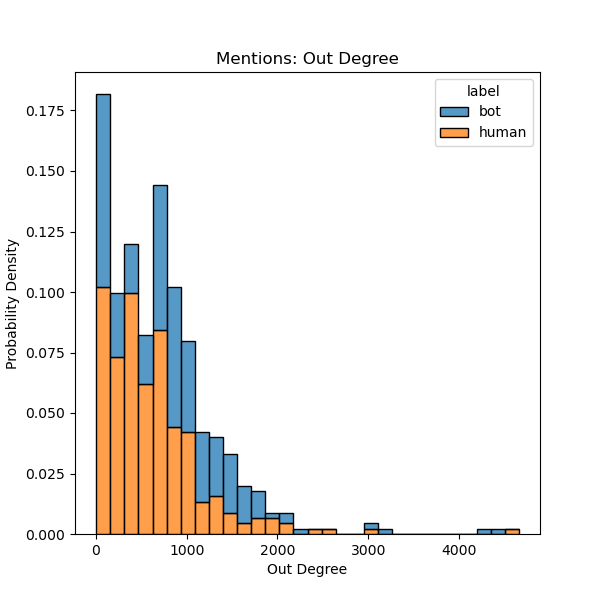 Mentions: Out Degree
label
bot
human
Probability Density
0.175
0.150
0.125
0.100
0.075
0.050
0.025
0.000
0 1000 2000 3000 4000
Out Degree